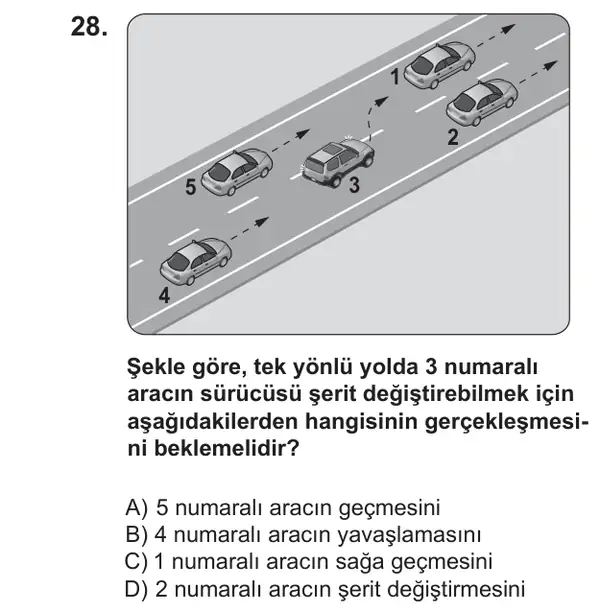 28.
1
2
3
5
4
Şekle göre, tek yönlü yolda 3 numaralı
aracın sürücüsü şerit değiştirebilmek için
aşağıdakilerden hangisinin gerçekleşmesi-
ni beklemelidir?
A) 5 numaralı aracın geçmesini
B) 4 numaralı aracın yavaşlamasını
C) 1 numaralı aracın sağa geçmesini
D) 2 numaralı aracın şerit değiştirmesini